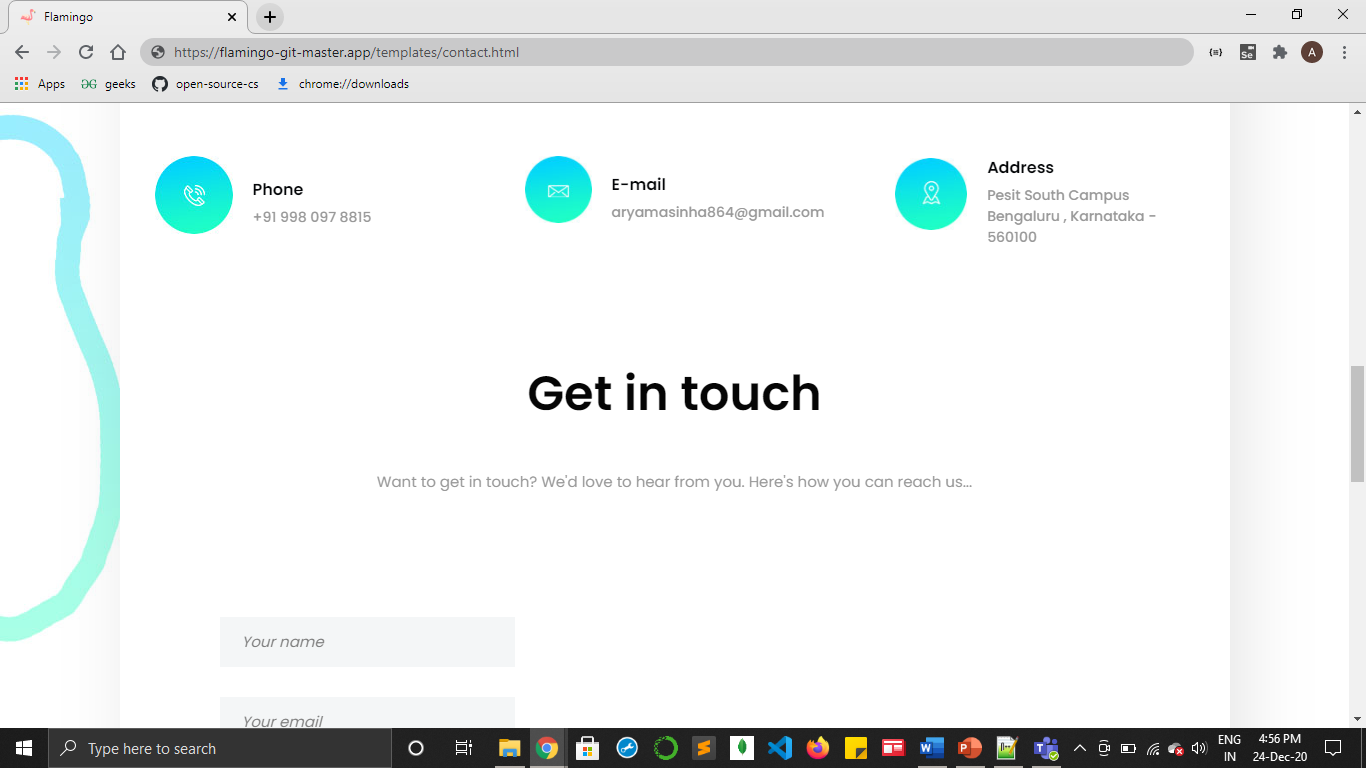 Flamingo
https://flamingo-git-master.app/templates/contact.html
Se
A
Apps
geeks
open-source-cs
chrome://downloads
Phone
+91 998 097 8815
E-mail
aryamasinha864@gmail.com
Address
Pesit South Campus
Bengaluru , Karnataka -
560100
Get in touch
Want to get in touch? We'd love to hear from you. Here's how you can reach us...
Your name
Your email
Type here to search
ENG
IN
4:56 PM
24-Dec-20